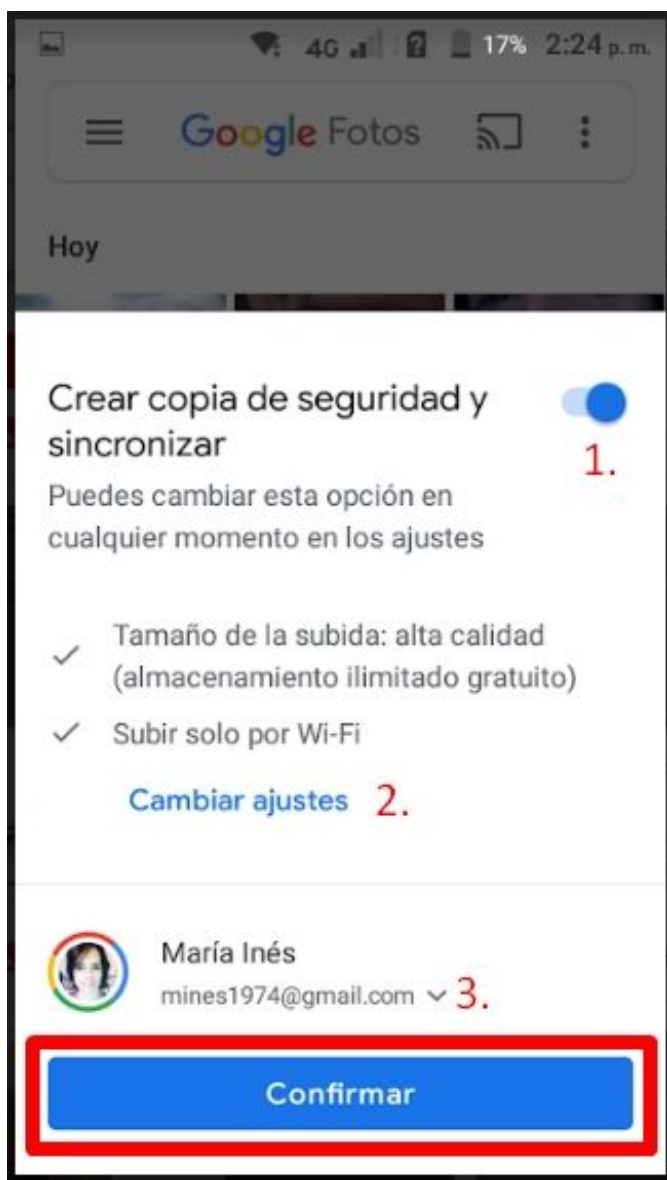 4G 17% 2:24 p.m.
Google Fotos
Hoy
Crear copia de seguridad y
sincronizar
1.
Puedes cambiar esta opción en
cualquier momento en los ajustes
Tamaño de la subida: alta calidad
(almacenamiento ilimitado gratuito)
Subir solo por Wi-Fi
Cambiar ajustes 2.
María Inés
mines1974@gmail.com 3.
Confirmar